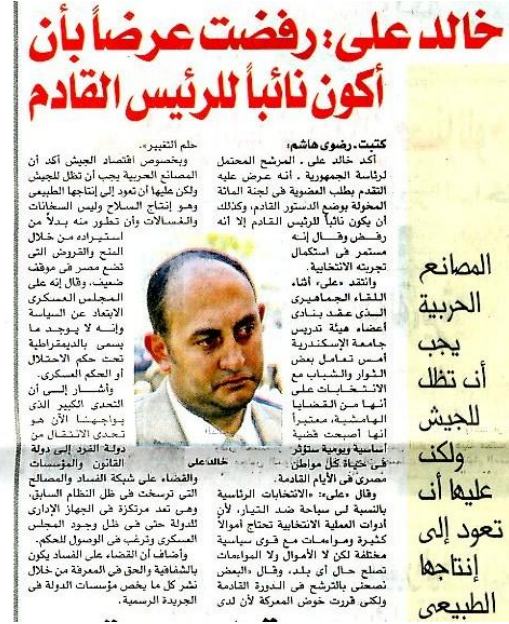 خالد على: رفضت عرضاً بأن
أكون نائباً للرئيس القادم
كتبت ـ رضوى هاشم:
أكد خالد على ـ المرشح المحتمل
لرئاسة الجمهورية ـ أنه عرض عليه
التقدم بطلب العضوية فى لجنة المائة
المخولة بوضع الدستور القادم، وكذلك
أن يكون نائباً للرئيس القادم إلا أنه
رفض وقال إنه
مستمر فى استكمال
تجربته الانتخابية.
وانتقد «على» أثناء
اللقاء الجماهيرى
الذى عقد بنادى
أعضاء هيئة تدريس
جامعة الإسكندرية
أمس تعامل بعض
الثوار والشباب مع
الانتخابات على
أنها من القضايا
الهامشية، معتبراً
انها أصبحت قضية
أساسية ويومية ستؤثر
فى حياة كل مواطن
مصرى فى الأيام القادمة.
وقال «على»: «الانتخابات الرئاسية
بالنسبة لى سباحة ضد التيار، لأن
أدوات العملية الانتخابية تحتاج أموالاً
كثيرة ومواءمات مع قوى سياسية
مختلفة لكن لا الأموال ولا المواءمات
تصلح حال أى بلد، وقال «البعض
نصحنى بالترشح فى الدورة القادمة
ولكنى قررت خوض المعركة لأن لدى
حلم التغيير».
وبخصوص اقتصاد الجيش أكد أن
المصانع الحربية يجب أن تظل للجيش
ولكن عليها أن تعود إلى إنتاجها الطبيعى
وهو إنتاج السلاح وليس السخانات
والغسالات وأن تطور منه بدلاً من
استيراده من خلال
المنح والقروض التى
تضع مصر فى موقف
ضعيف، وقال إنه على
المجلس العسكرى
الابتعاد عن السياسة
وإنه لا يوجد ما
يسمى بالديمقراطية
تحت حكم الاحتلال
أو الحكم العسكرى.
وأشار إلى أن
التحدى الكبير الذى
يواجهنا الآن هو
تحدى الانتقال من
دولة الفرد إلى دولة
القانون والمؤسسات
والقضاء على شبكة الفساد والمصالح
التى ترسخت فى ظل النظام السابق،
وهى تعد مرتكزة فى الجهاز الإدارى
للدولة حتى فى ظل وجود المجلس
العسكرى وترغب فى الوصول للحكم.
وأضاف أن القضاء على الفساد يكون
بالشفافية والحق فى المعرفة من خلال
نشر كل ما يخص مؤسسات الدولة فى
الجريدة الرسمية.
خالد على
المصانع
الحربية
يجب
أن تظل
للجيش
ولكن
عليها أن
تعود إلى
إنتاجها
الطبيعى